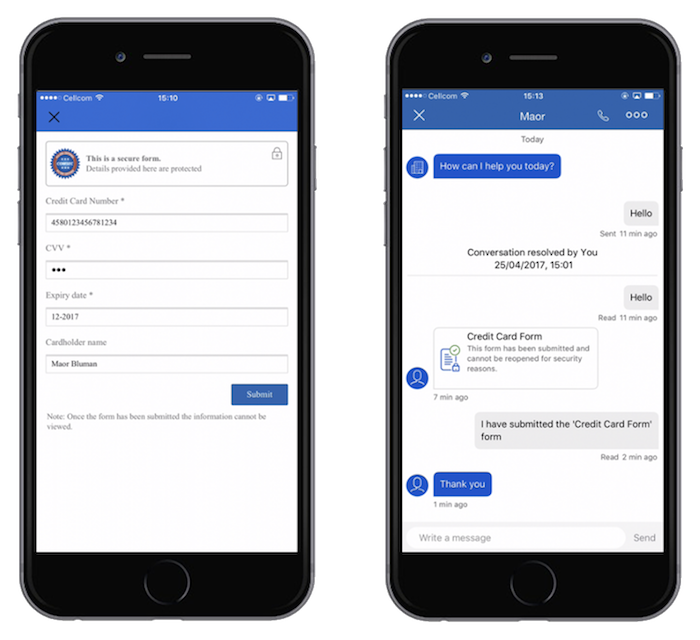 Cellcom
15:10
This is a secure form.
Details provided here are protected
Credit Card Number *
4580123456781234
CVV *
•••
Expiry date *
12-2017
Cardholder name
Maor Bluman
Submit
Note: Once the form has been submitted the information cannot be
viewed.
Cellcom
15:13
Maor
Today
How can I help you today?
Hello
Sent 11 min ago
Conversation resolved by You
25/04/2017, 15:01
Hello
Read 11 min ago
Credit Card Form
This form has been submitted and
cannot be reopened for security
reasons.
7 min ago
I have submitted the 'Credit Card Form'
form
Read 2 min ago
Thank you
1 min ago
Write a message
Send